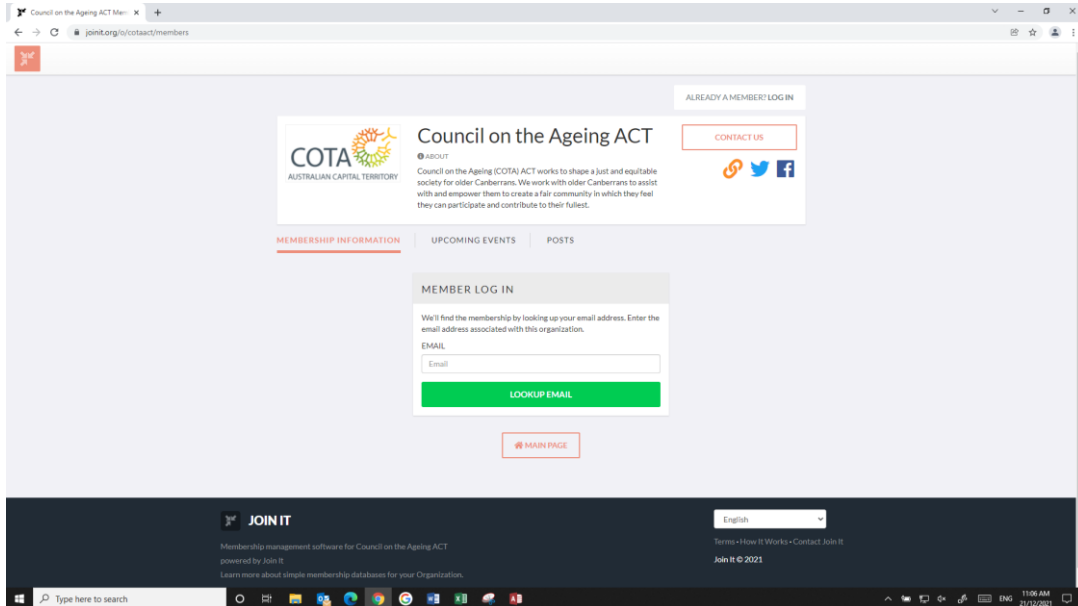 Council on the Ageing ACT Mem
joinit.org/o/cotaact/members
ALREADY A MEMBER? LOG IN
COTA
AUSTRALIAN CAPITAL TERRITORY
Council on the Ageing ACT
ABOUT
Council on the Ageing (COTA) ACT works to shape a just and equitable
society for older Canberrans. We work with older Canberrans to assist
with and empower them to create a fair community in which they feel
they can participate and contribute to their fullest.
CONTACT US
MEMBERSHIP INFORMATION
UPCOMING EVENTS
POSTS
MEMBER LOG IN
We'll find the membership by looking up your email address. Enter the
email address associated with this organization.
EMAIL
Email
LOOKUP EMAIL
MAIN PAGE
JOIN IT
Membership management software for Council on the Ageing ACT
powered by Join It
Learn more about simple membership databases for your Organization.
English
Terms • How It Works • Contact Join It
Join It © 2021
Type here to search
ENG
11:06 AM
21/12/2021